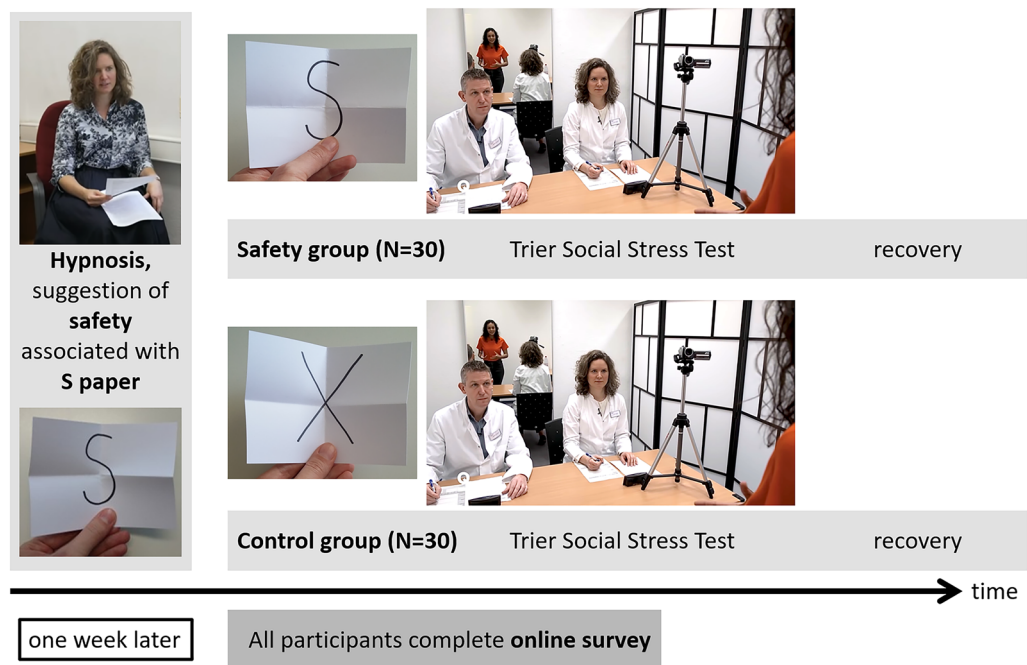 Hypnosis,
suggestion of
safety
associated with
S paper
S
S
Safety group (N=30) Trier Social Stress Test recovery
X
Control group (N=30) Trier Social Stress Test recovery
time
one week later
All participants complete online survey